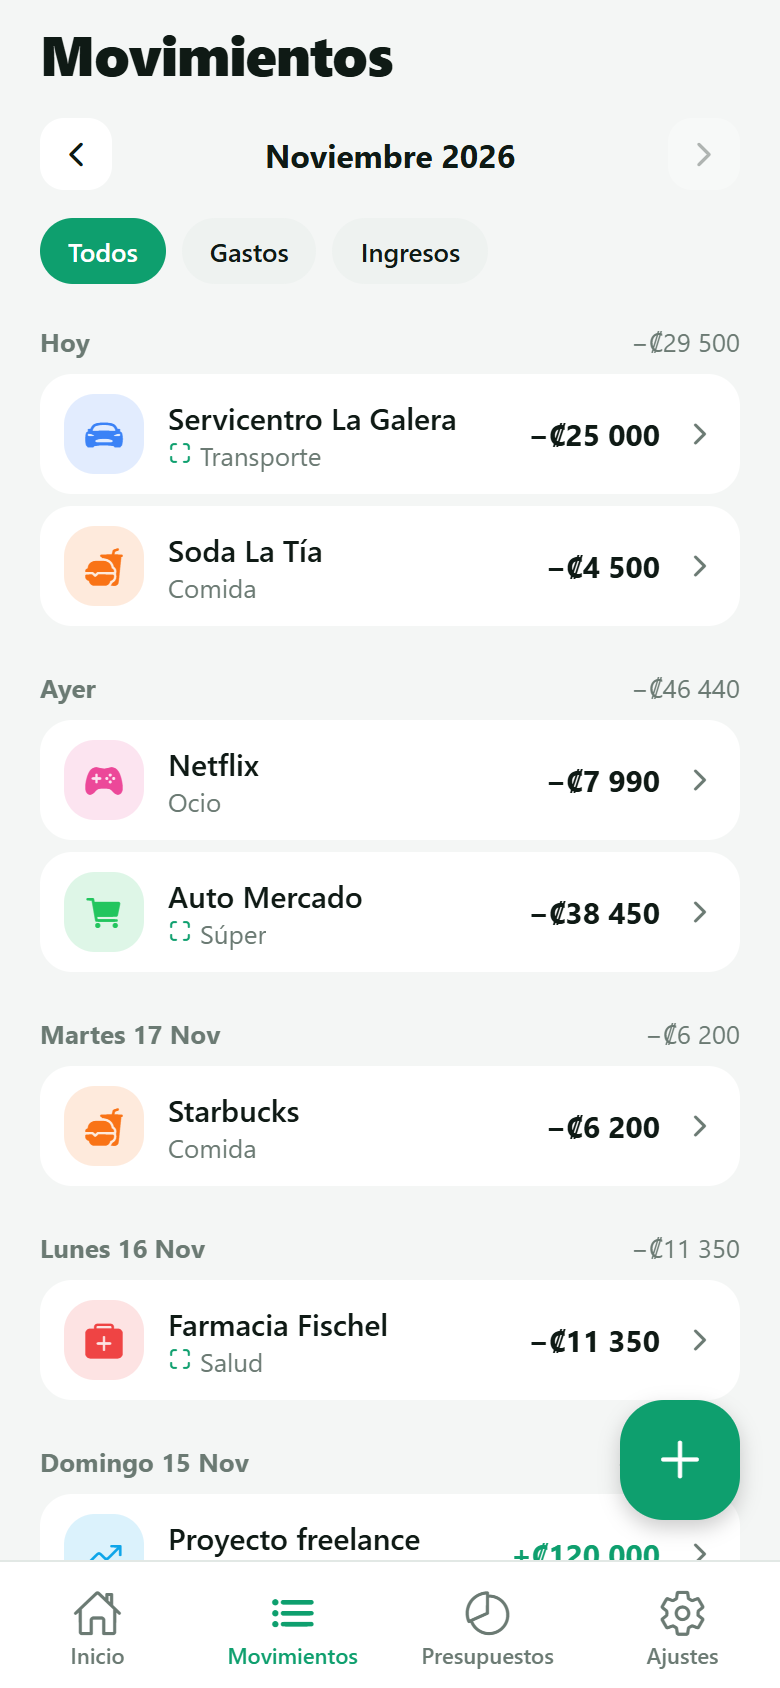 Movimientos
Noviembre 2026
Todos Gastos Ingresos
Hoy −₡29 500
Servicentro La Galera −₡25 000
Transporte
Soda La Tía −₡4 500
Comida
Ayer −₡46 440
Netflix −₡7 990
Ocio
Auto Mercado −₡38 450
Súper
Martes 17 Nov −₡6 200
Starbucks −₡6 200
Comida
Lunes 16 Nov −₡11 350
Farmacia Fischel −₡11 350
Salud
Domingo 15 Nov
Proyecto freelance +₡120 000
Inicio Movimientos Presupuestos Ajustes